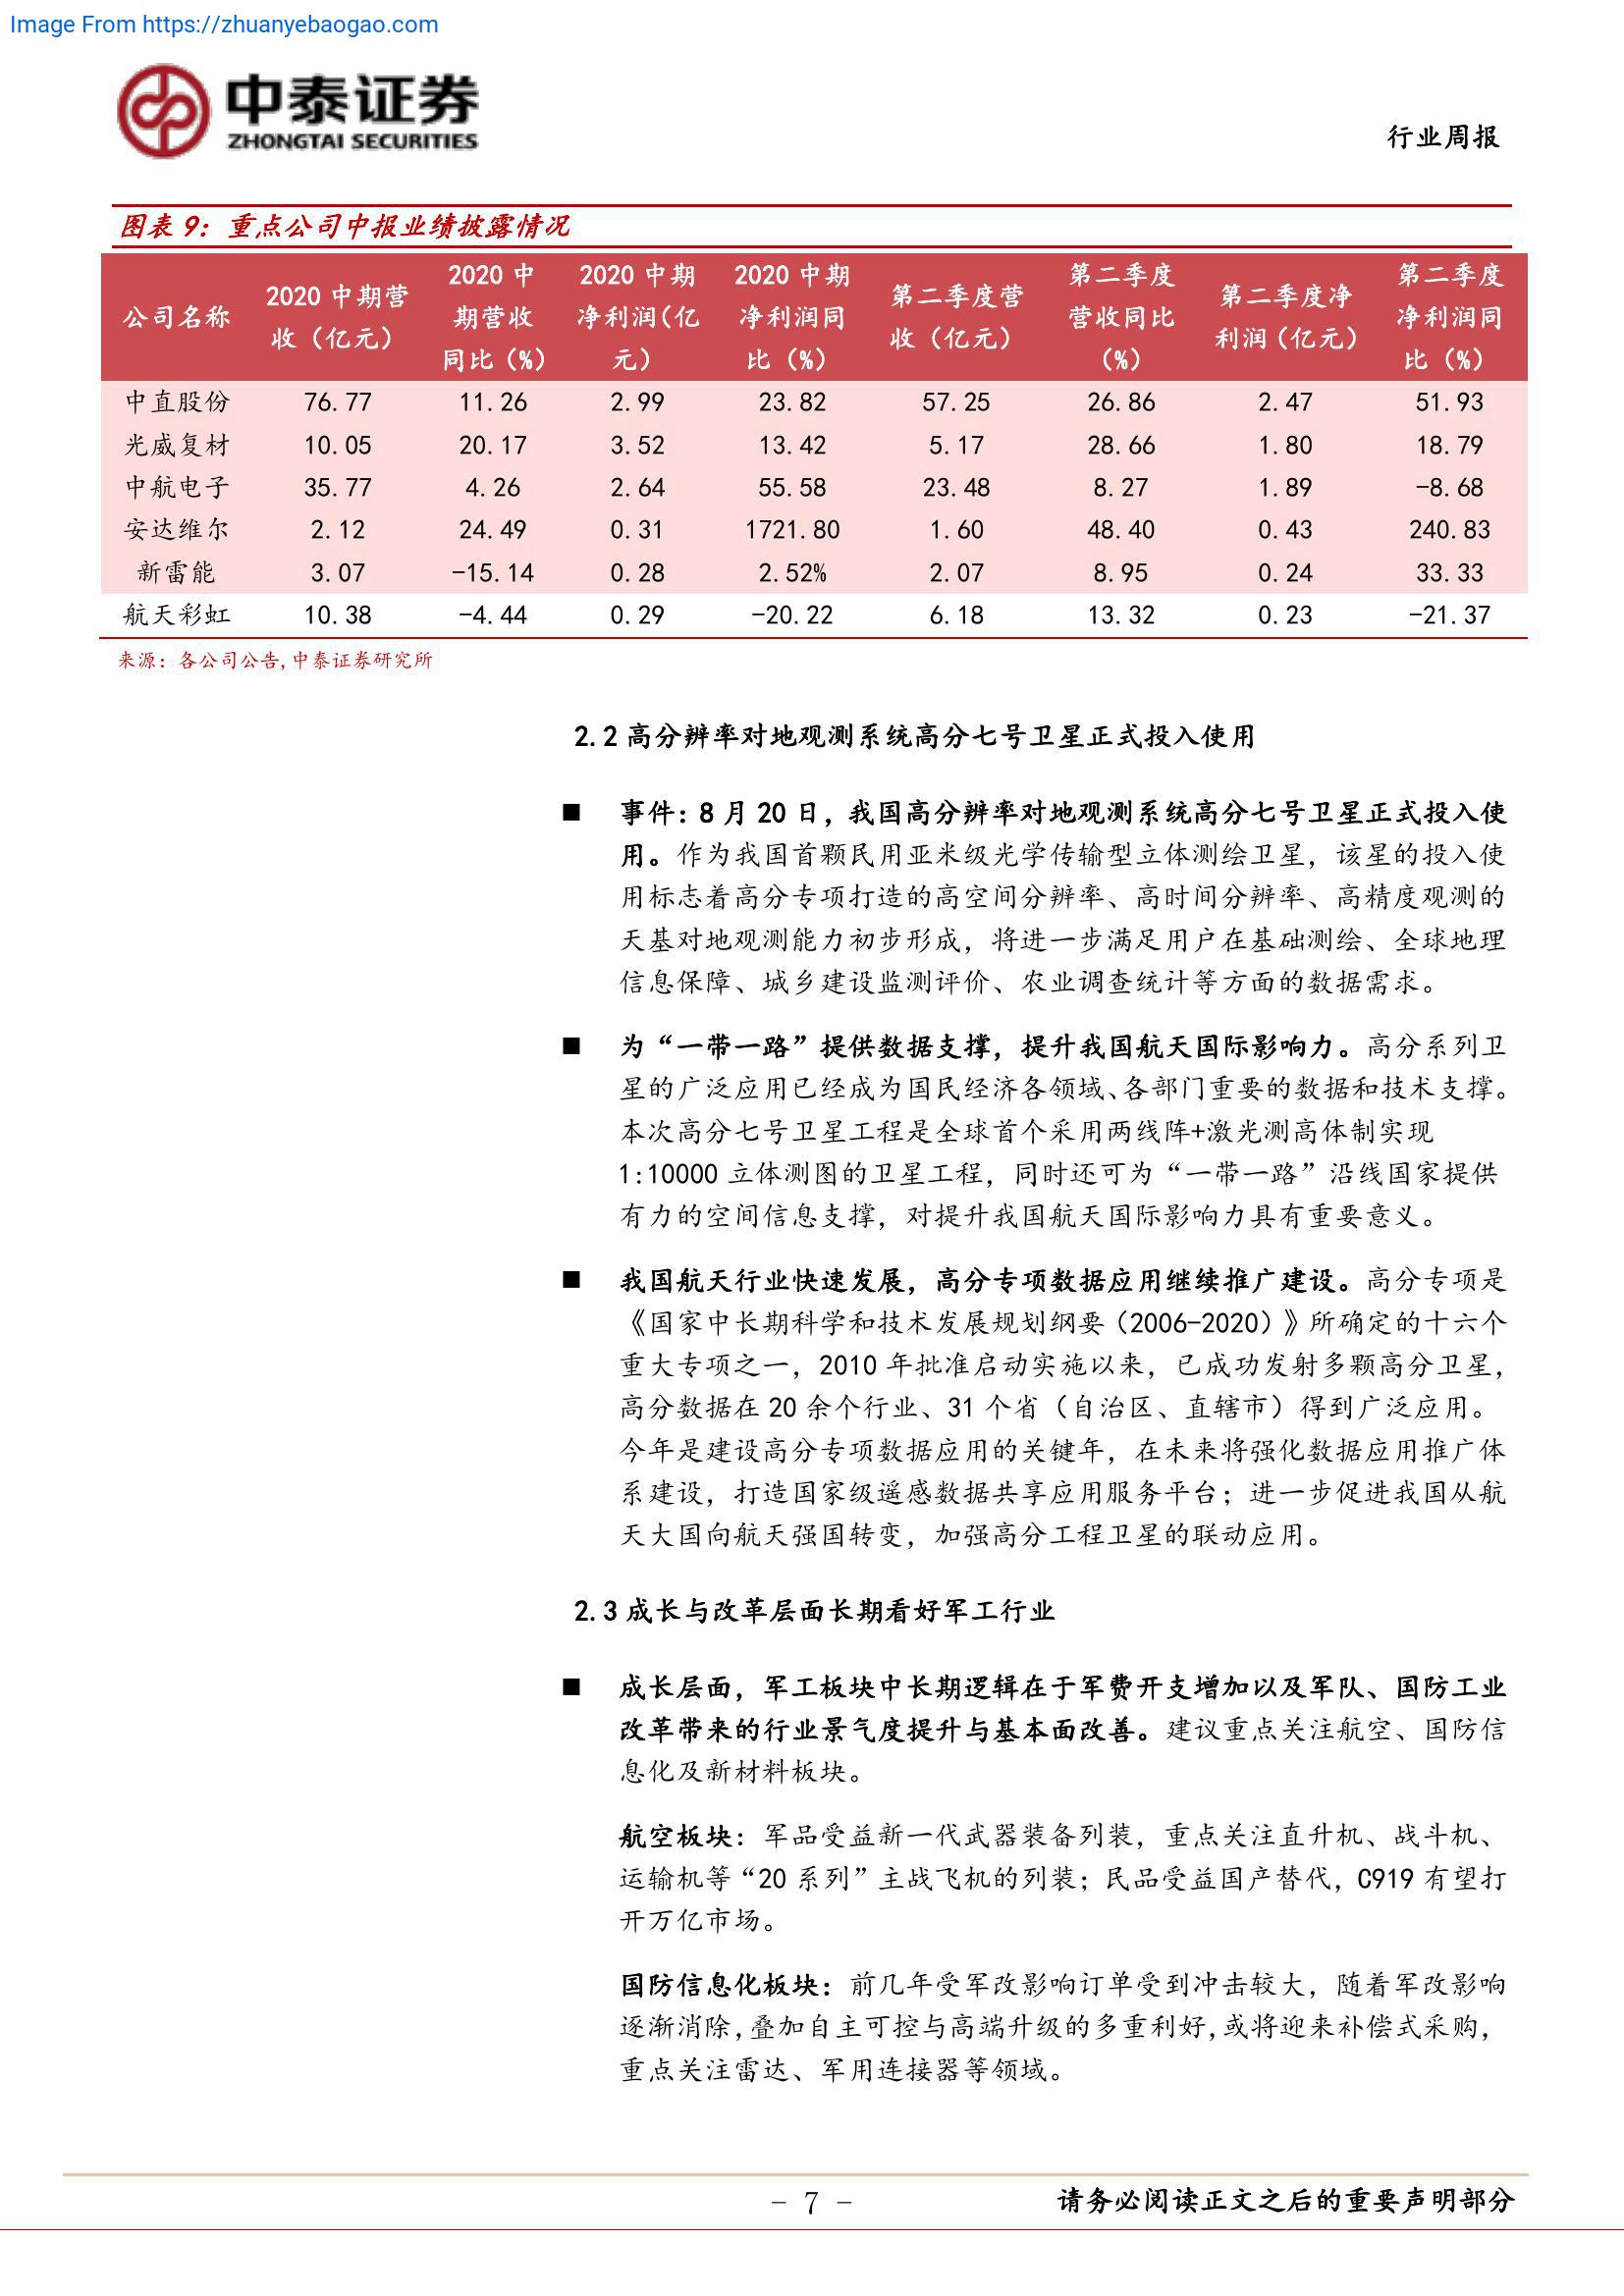 Image From https://zhuanyebaogao.com
中泰证券
ZHONGTAI SECURITIES
行业周报
图表 9：重点公司中报业绩披露情况
公司名称 2020 中期营收（亿元） 2020 中期营收同比（%） 2020 中期净利润（亿元） 2020 中期净利润同比（%） 第二季度营收（亿元） 第二季度营收同比（%） 第二季度净利润（亿元） 第二季度净利润同比（%）
中直股份 76.77 11.26 2.99 23.82 57.25 26.86 2.47 51.93
光威复材 10.05 20.17 3.52 13.42 5.17 28.66 1.80 18.79
中航电子 35.77 4.26 2.64 55.58 23.48 8.27 1.89 -8.68
安达维尔 2.12 24.49 0.31 1721.80 1.60 48.40 0.43 240.83
新雷能 3.07 -15.14 0.28 2.52% 2.07 8.95 0.24 33.33
航天彩虹 10.38 -4.44 0.29 -20.22 6.18 13.32 0.23 -21.37
来源：各公司公告,中泰证券研究所
2.2 高分辨率对地观测系统高分七号卫星正式投入使用
■ 事件：8 月 20 日，我国高分辨率对地观测系统高分七号卫星正式投入使
用。作为我国首颗民用亚米级光学传输型立体测绘卫星，该星的投入使
用标志着高分专项打造的高空间分辨率、高时间分辨率、高精度观测的
天基对地观测能力初步形成，将进一步满足用户在基础测绘、全球地理
信息保障、城乡建设监测评价、农业调查统计等方面的数据需求。
■ 为“一带一路”提供数据支撑，提升我国航天国际影响力。高分系列卫
星的广泛应用已经成为国民经济各领域、各部门重要的数据和技术支撑。
本次高分七号卫星工程是全球首个采用两线阵+激光测高体制实现
1:10000 立体测图的卫星工程，同时还可为“一带一路”沿线国家提供
有力的空间信息支撑，对提升我国航天国际影响力具有重要意义。
■ 我国航天行业快速发展，高分专项数据应用继续推广建设。高分专项是
《国家中长期科学和技术发展规划纲要（2006-2020）》所确定的十六个
重大专项之一，2010 年批准启动实施以来，已成功发射多颗高分卫星，
高分数据在 20 余个行业、31 个省（自治区、直辖市）得到广泛应用。
今年是建设高分专项数据应用的关键年，在未来将强化数据应用推广体
系建设，打造国家级遥感数据共享应用服务平台；进一步促进我国从航
天大国向航天强国转变，加强高分工程卫星的联动应用。
2.3 成长与改革层面长期看好军工行业
■ 成长层面，军工板块中长期逻辑在于军费开支增加以及军队、国防工业
改革带来的行业景气度提升与基本面改善。建议重点关注航空、国防信
息化及新材料板块。
航空板块：军品受益新一代武器装备列装，重点关注直升机、战斗机、
运输机等“20 系列”主战飞机的列装；民品受益国产替代，C919 有望打
开万亿市场。
国防信息化板块：前几年受军改影响订单受到冲击较大，随着军改影响
逐渐消除,叠加自主可控与高端升级的多重利好,或将迎来补偿式采购，
重点关注雷达、军用连接器等领域。
- 7 -
请务必阅读正文之后的重要声明部分